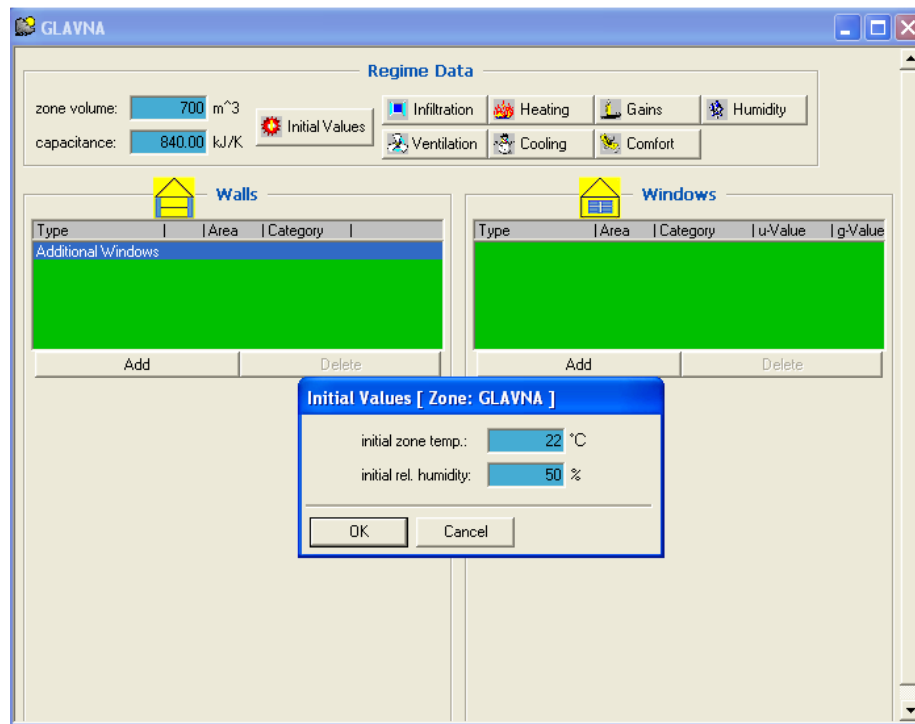 GLAVNA
Regime Data
zone volume: 700 m^3
capacitance: 840.00 kJ/K
Initial Values
Infiltration
Heating
Gains
Humidity
Ventilation
Cooling
Comfort
Walls
Type | | Area | Category |
Additional Windows
Add Delete
Windows
Type | Area | Category | u-Value | g-Value
Add Delete
Initial Values [ Zone: GLAVNA ]
initial zone temp.: 22 °C
initial rel. humidity: 50 %
OK Cancel